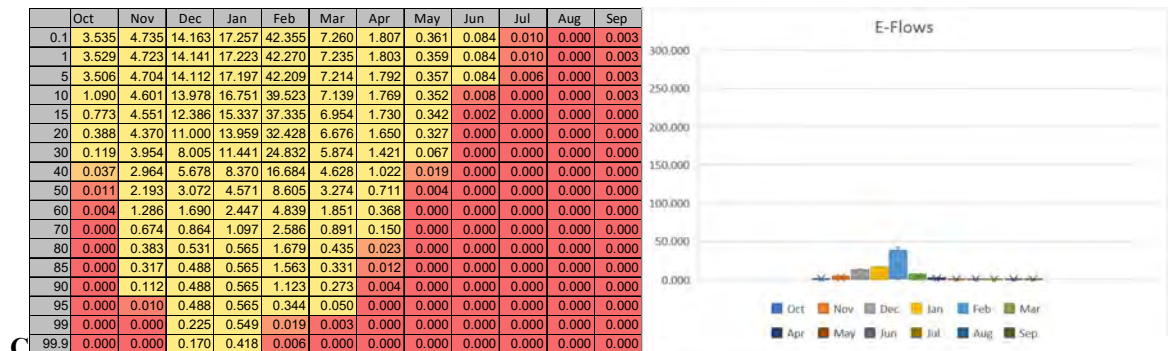 Oct Nov Dec Jan Feb Mar Apr May Jun Jul Aug Sep
0.1 3.535 4.735 14.163 17.257 42.355 7.260 1.807 0.361 0.084 0.010 0.000 0.003
1 3.529 4.723 14.141 17.223 42.270 7.235 1.803 0.359 0.084 0.010 0.000 0.003
5 3.506 4.704 14.112 17.197 42.209 7.214 1.792 0.357 0.084 0.006 0.000 0.003
10 1.090 4.601 13.978 16.751 39.523 7.139 1.769 0.352 0.008 0.000 0.000 0.003
15 0.773 4.551 12.386 15.337 37.335 6.954 1.730 0.342 0.002 0.000 0.000 0.000
20 0.388 4.370 11.000 13.959 32.428 6.676 1.650 0.327 0.000 0.000 0.000 0.000
30 0.119 3.954 8.005 11.441 24.832 5.874 1.421 0.067 0.000 0.000 0.000 0.000
40 0.037 2.964 5.678 8.370 16.684 4.628 1.022 0.019 0.000 0.000 0.000 0.000
50 0.011 2.193 3.072 4.571 8.605 3.274 0.711 0.004 0.000 0.000 0.000 0.000
60 0.004 1.286 1.690 2.447 4.839 1.851 0.368 0.000 0.000 0.000 0.000 0.000
70 0.000 0.674 0.864 1.097 2.586 0.891 0.150 0.000 0.000 0.000 0.000 0.000
80 0.000 0.383 0.531 0.565 1.679 0.435 0.023 0.000 0.000 0.000 0.000 0.000
85 0.000 0.317 0.488 0.565 1.563 0.331 0.012 0.000 0.000 0.000 0.000 0.000
90 0.000 0.112 0.488 0.565 1.123 0.273 0.004 0.000 0.000 0.000 0.000 0.000
95 0.000 0.010 0.488 0.565 0.344 0.050 0.000 0.000 0.000 0.000 0.000 0.000
99 0.000 0.000 0.225 0.549 0.019 0.003 0.000 0.000 0.000 0.000 0.000 0.000
C 99.9 0.000 0.000 0.170 0.418 0.006 0.000 0.000 0.000 0.000 0.000 0.000 0.000
E-Flows
300.000
250.000
200.000
150.000
100.000
50.000
0.000
Oct Nov Dec Jan Feb Mar
Apr May Jun Jul Aug Sep